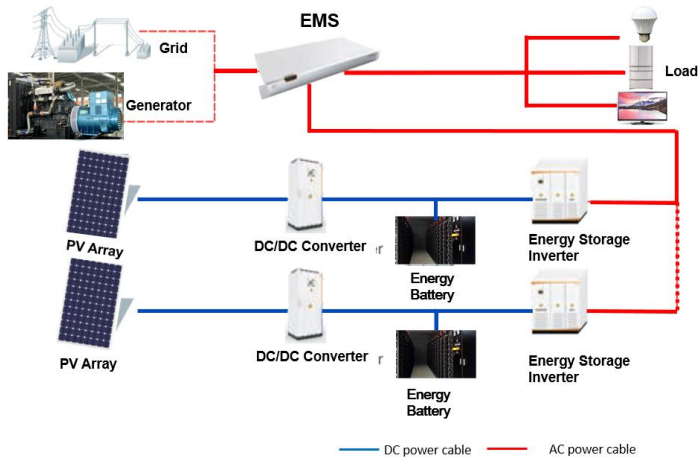 EMS
Grid
Generator
Load
PV Array
DC/DC Converter
Energy
Battery
Energy Storage
Inverter
PV Array
DC/DC Converter
Energy
Battery
Energy Storage
Inverter
DC power cable
AC power cable